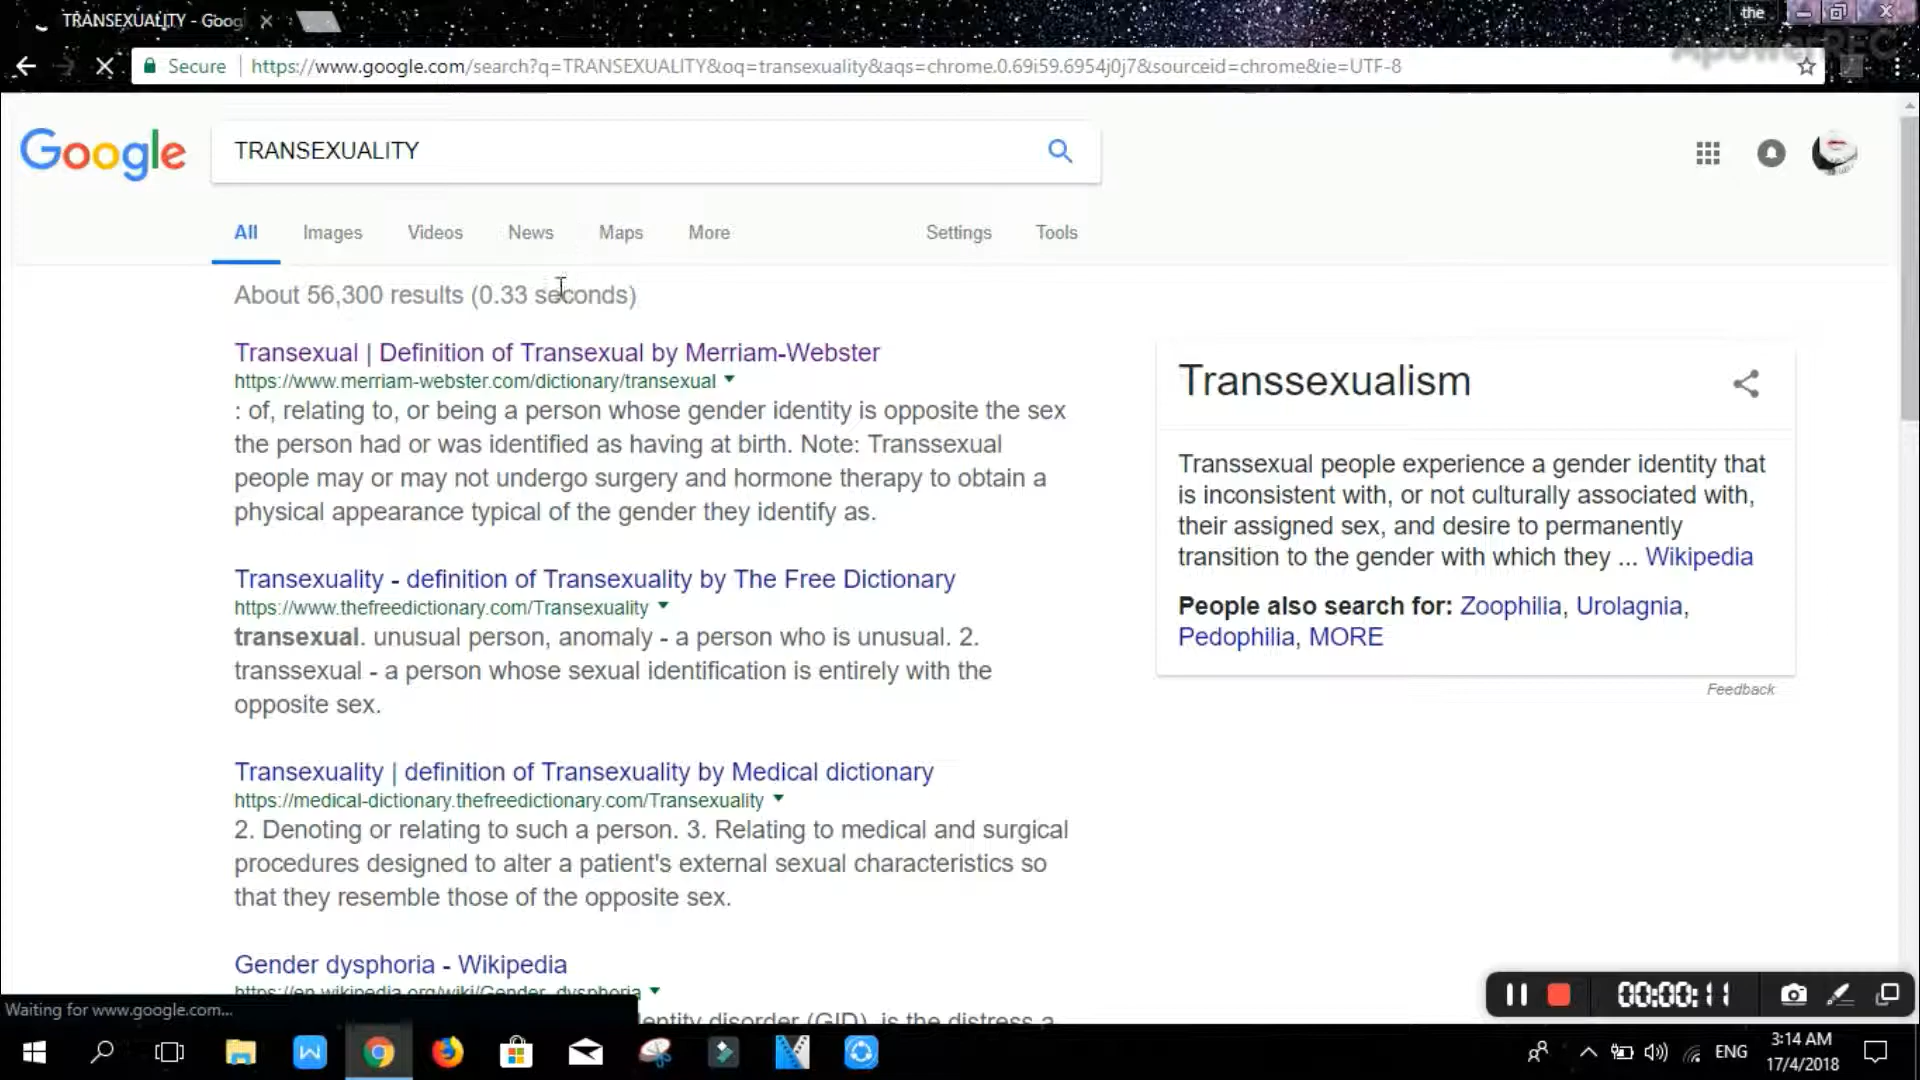 TRANSEXUALITY - Goog
the
ApowerREC
Secure
https://www.google.com/search?q=TRANSEXUALITY&oq=transexuality&aqs=chrome.0.69i59.6954j0j7&sourceid=chrome&ie=UTF-8
Google
TRANSEXUALITY
All Images Videos News Maps More Settings Tools
About 56,300 results (0.33 seconds)
Transexual | Definition of Transexual by Merriam-Webster
https://www.merriam-webster.com/dictionary/transexual
: of, relating to, or being a person whose gender identity is opposite the sex
the person had or was identified as having at birth. Note: Transsexual
people may or may not undergo surgery and hormone therapy to obtain a
physical appearance typical of the gender they identify as.
Transexuality - definition of Transexuality by The Free Dictionary
https://www.thefreedictionary.com/Transexuality
transexual. unusual person, anomaly - a person who is unusual. 2.
transsexual - a person whose sexual identification is entirely with the
opposite sex.
Transexuality | definition of Transexuality by Medical dictionary
https://medical-dictionary.thefreedictionary.com/Transexuality
2. Denoting or relating to such a person. 3. Relating to medical and surgical
procedures designed to alter a patient's external sexual characteristics so
that they resemble those of the opposite sex.
Gender dysphoria - Wikipedia
https://en.wikipedia.org/wiki/Gender_dysphoria
entity disorder (GID), is the distress a
Transsexualism
Transsexual people experience a gender identity that
is inconsistent with, or not culturally associated with,
their assigned sex, and desire to permanently
transition to the gender with which they ... Wikipedia
People also search for: Zoophilia, Urolagnia,
Pedophilia, MORE
Feedback
00:00:11
Waiting for www.google.com...
ENG
3:14 AM
17/4/2018